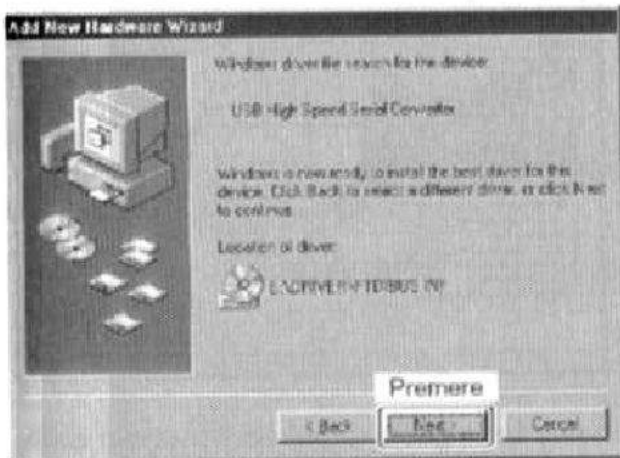 Add New Hardware Wizard
Windows driver file search for the device:
USB High Speed Serial Converter
Windows is now ready to install the best driver for this
device. Click Back to select a different driver, or click Next
to continue.
Location of driver:
Premere
< Back
Next >
Cancel